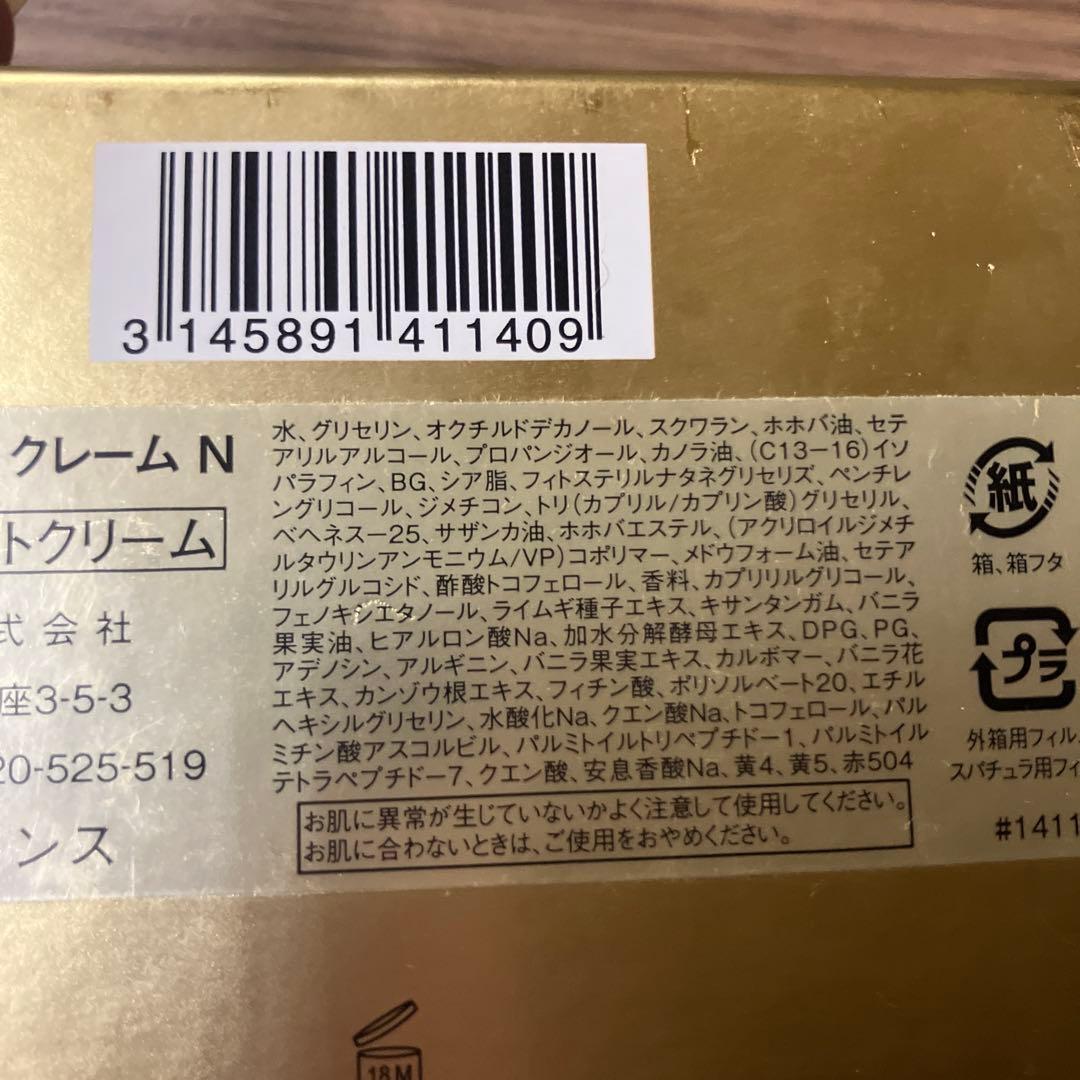 3 145891 411409
クレーム N
トクリーム
式会社
座3-5-3
20-525-519
ンス
水、グリセリン、オクチルドデカノール、スクワラン、ホホバ油、セテ
アリルアルコール、プロパンジオール、カノラ油、(C13-16)イソ
パラフィン、BG、シア脂、フィトステリルナタネグリセリズ、ペンチレ
ングリコール、ジメチコン、トリ(カプリル/カプリン酸)グリセリル、
ベヘネス-25、サザンカ油、ホホバエステル、(アクリロイルジメチ
ルタウリンアンモニウム/VP)コポリマー、メドウフォーム油、セテア
リルグルコシド、酢酸トコフェロール、香料、カプリリルグリコール、
フェノキシエタノール、ライムギ種子エキス、キサンタンガム、バニラ
果実油、ヒアルロン酸Na、加水分解酵母エキス、DPG、PG、
アデノシン、アルギニン、バニラ果実エキス、カルボマー、バニラ花
エキス、カンゾウ根エキス、フィチン酸、ポリソルベート20、エチル
ヘキシルグリセリン、水酸化Na、クエン酸Na、トコフェロール、パル
ミチン酸アスコルビル、パルミトイルトリペプチド-1、パルミトイル
テトラペプチド-7、クエン酸、安息香酸Na、黄4、黄5、赤504
お肌に異常が生じていないかよく注意して使用してください。
お肌に合わないときは、ご使用をおやめください。
紙
箱、箱フタ
プラ
外箱用フィル
スパチュラ用フィ
#1411
18M